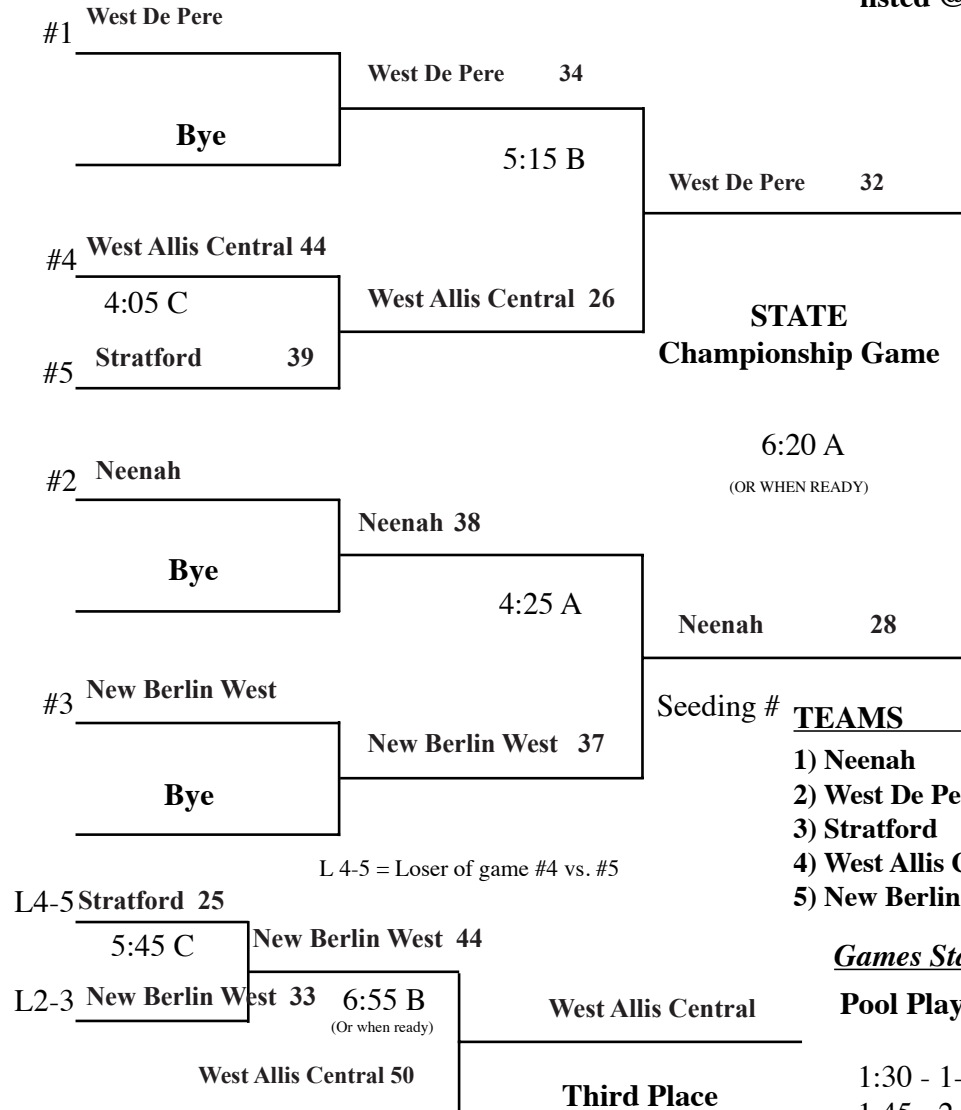 listed @
#1 West De Pere
West De Pere 34
Bye
5:15 B
West De Pere 32
#4 West Allis Central 44
4:05 C
West Allis Central 26
STATE
Championship Game
#5 Stratford 39
6:20 A
(OR WHEN READY)
#2 Neenah
Neenah 38
Bye
4:25 A
Neenah 28
#3 New Berlin West
New Berlin West 37
Bye
Seeding # TEAMS
1) Neenah
2) West De Pe
3) Stratford
4) West Allis C
5) New Berlin
L 4-5 = Loser of game #4 vs. #5
L4-5 Stratford 25
5:45 C
New Berlin West 44
L2-3 New Berlin West 33
6:55 B
(Or when ready)
West Allis Central
West Allis Central 50
Third Place
Games Sta
Pool Play
1:30 - 1-
1:45 - 2